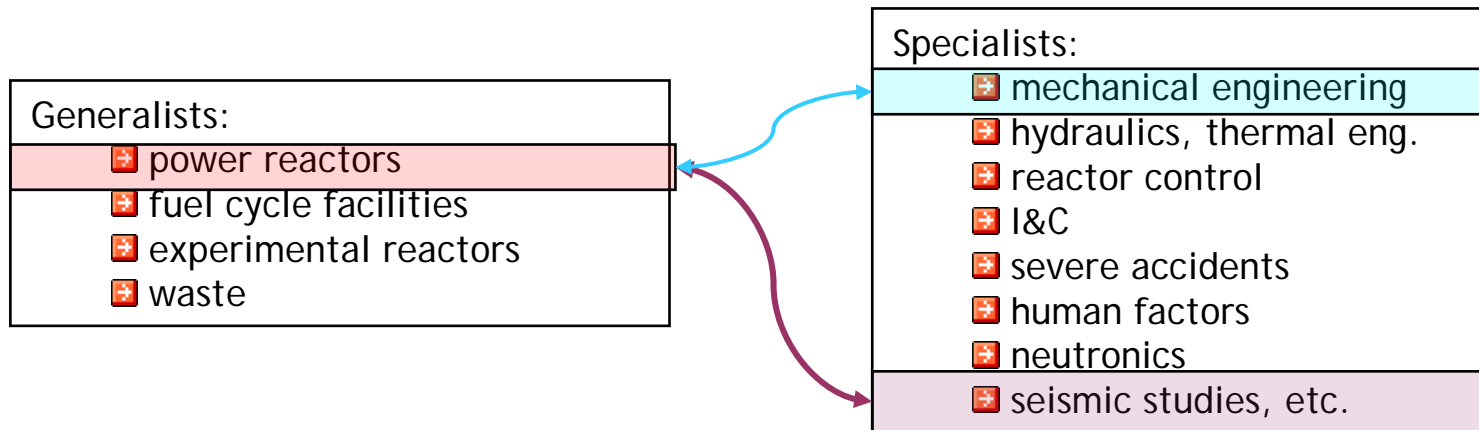 Generalists:
power reactors
fuel cycle facilities
experimental reactors
waste
Specialists:
mechanical engineering
hydraulics, thermal eng.
reactor control
I&C
severe accidents
human factors
neutronics
seismic studies, etc.